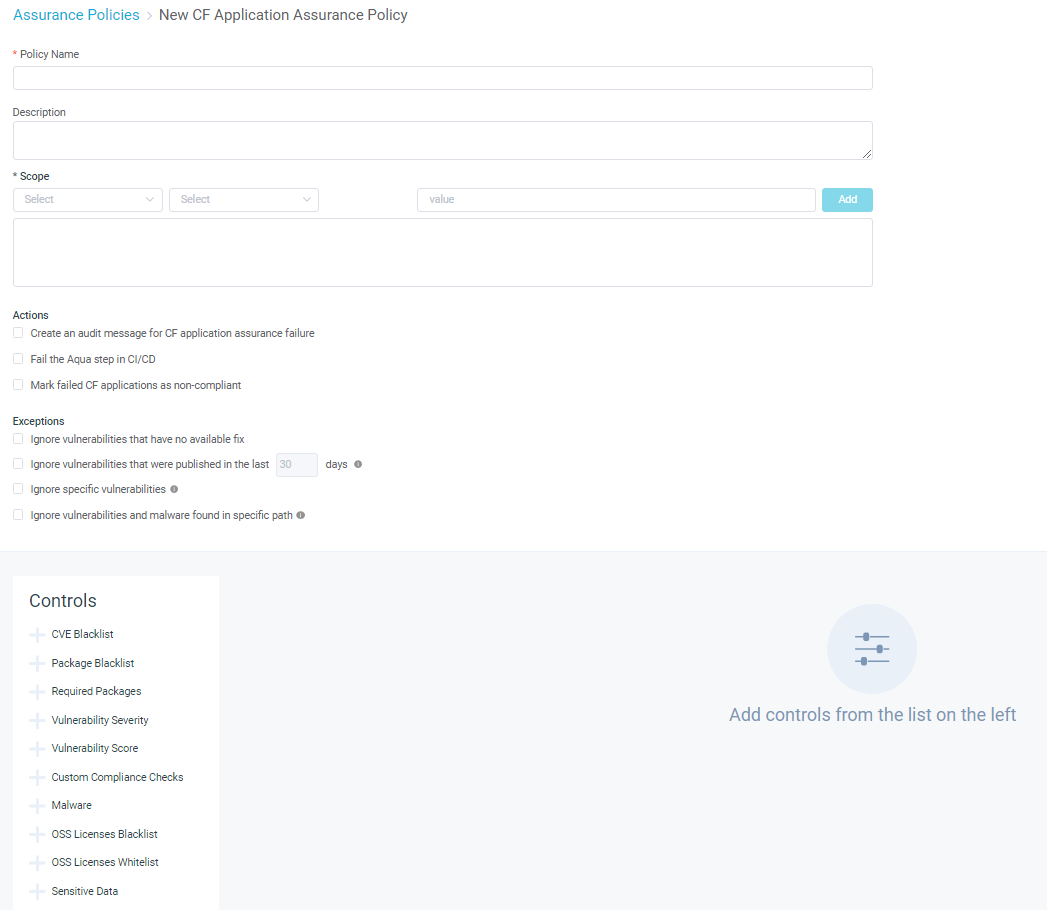 Assurance Policies > New CF Application Assurance Policy
* Policy Name
Description
* Scope
Select Select value Add
Actions
Create an audit message for CF application assurance failure
Fail the Aqua step in CI/CD
Mark failed CF applications as non-compliant
Exceptions
Ignore vulnerabilities that have no available fix
Ignore vulnerabilities that were published in the last 30 days
Ignore specific vulnerabilities
Ignore vulnerabilities and malware found in specific path
Controls
CVE Blacklist
Package Blacklist
Required Packages
Vulnerability Severity
Vulnerability Score
Custom Compliance Checks
Malware
OSS Licenses Blacklist
OSS Licenses Whitelist
Sensitive Data
Add controls from the list on the left